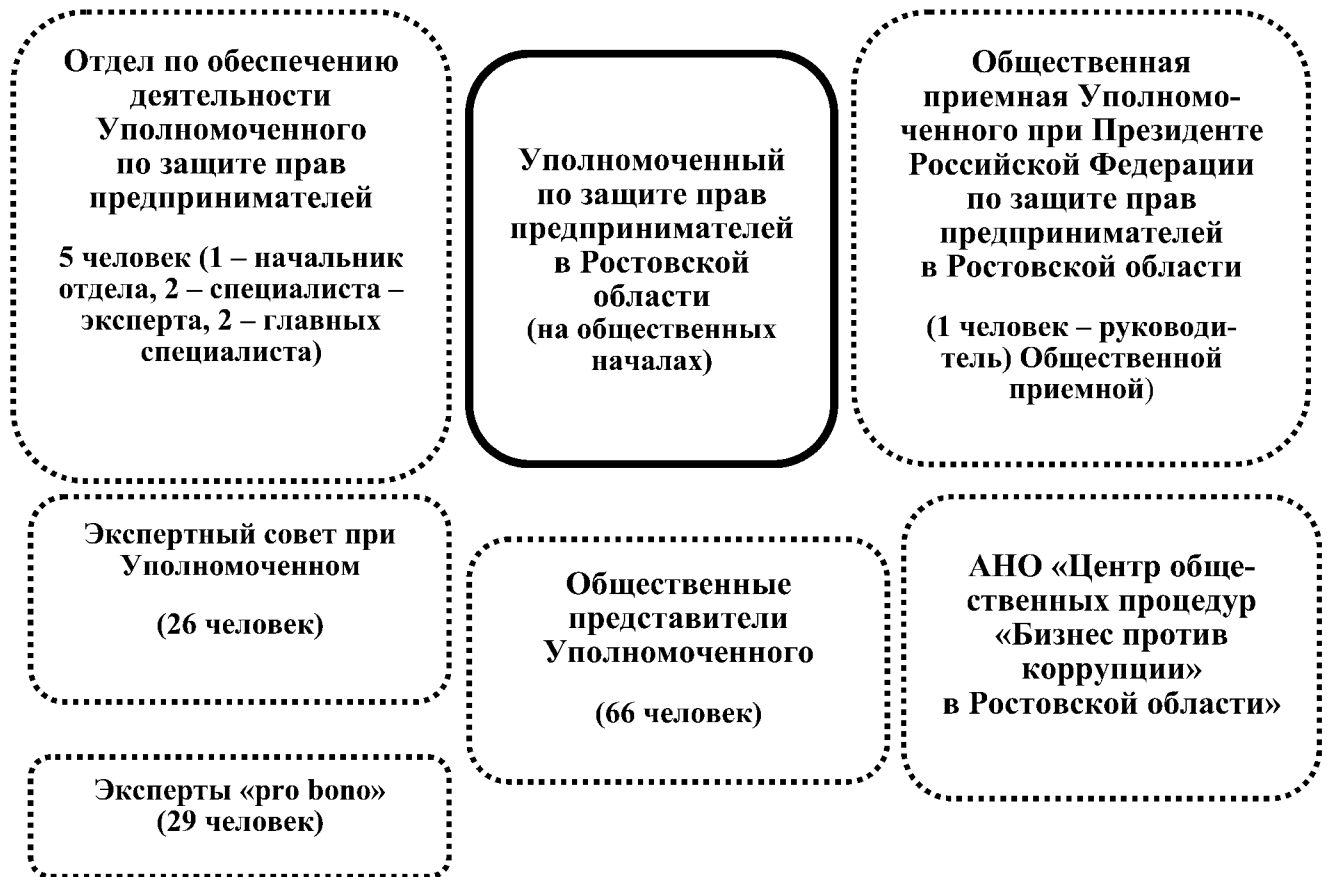 Отдел по обеспечению
деятельности
Уполномоченного
по защите прав
предпринимателей
5 человек (1 – начальник
отдела, 2 – специалиста –
эксперта, 2 – главных
специалиста)
Уполномоченный
по защите прав
предпринимателей
в Ростовской
области
(на общественных
началах)
Общественная
приемная Уполномо-
ченного при Президенте
Российской Федерации
по защите прав
предпринимателей
в Ростовской области
(1 человек – руководи-
тель) Общественной
приемной)
Экспертный совет при
Уполномоченном
(26 человек)
Общественные
представители
Уполномоченного
(66 человек)
АНО «Центр обще-
ственных процедур
«Бизнес против
коррупции»
в Ростовской области»
Эксперты «pro bono»
(29 человек)